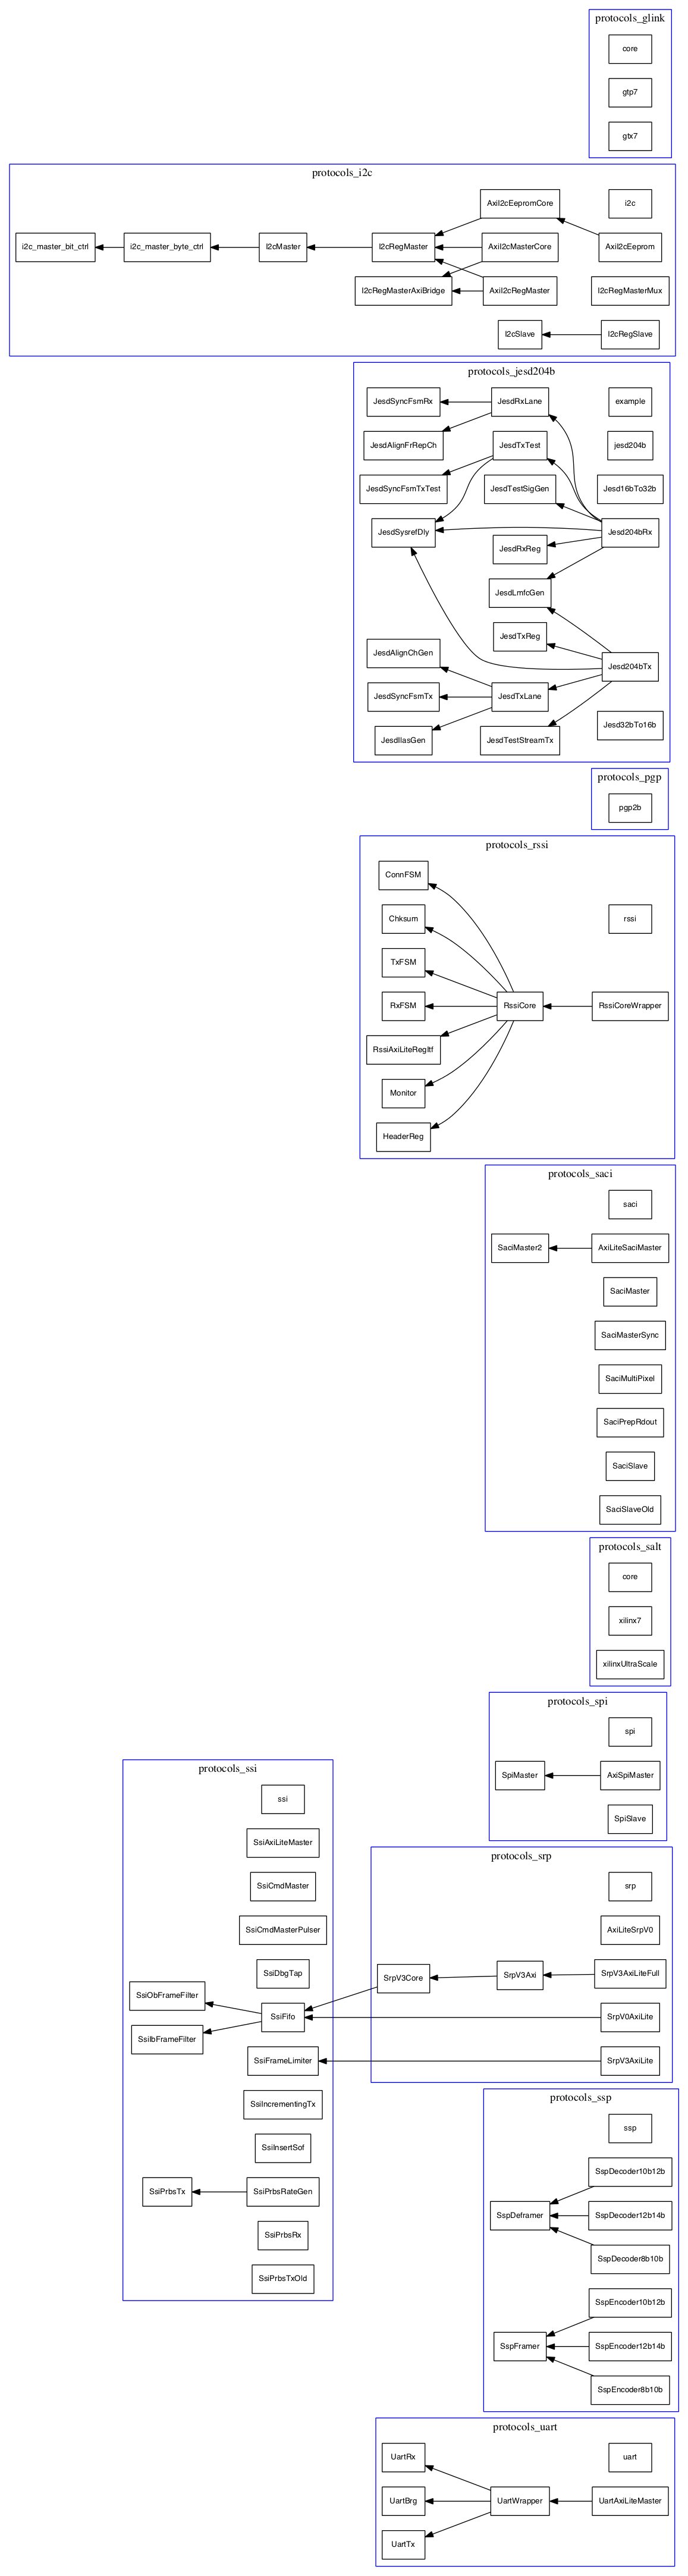 protocols_glink
core
gtp7
gtx7
protocols_i2c
AxiI2cEepromCore
i2c
i2c_master_bit_ctrl
i2c_master_byte_ctrl
I2cMaster
I2cRegMaster
AxiI2cMasterCore
AxiI2cEeprom
I2cRegMasterAxiBridge
AxiI2cRegMaster
I2cRegMasterMux
I2cSlave
I2cRegSlave
protocols_jesd204b
JesdSyncFsmRx
JesdRxLane
example
JesdAlignFrRepCh
JesdTxTest
jesd204b
JesdSyncFsmTxTest
JesdTestSigGen
Jesd16bTo32b
JesdSysrefDly
Jesd204bRx
JesdRxReg
JesdLmfcGen
JesdTxReg
JesdAlignChGen
Jesd204bTx
JesdSyncFsmTx
JesdTxLane
Jesd32bTo16b
JesdIlasGen
JesdTestStreamTx
protocols_pgp
pgp2b
protocols_rssi
ConnFSM
Chksum
rssi
TxFSM
RxFSM
RssiCore
RssiCoreWrapper
RssiAxiLiteRegItf
Monitor
HeaderReg
protocols_saci
saci
SaciMaster2
AxiLiteSaciMaster
SaciMaster
SaciMasterSync
SaciMultiPixel
SaciPrepRdout
SaciSlave
SaciSlaveOld
protocols_salt
core
xilinx7
xilinxUltraScale
protocols_spi
spi
SpiMaster
AxiSpiMaster
SpiSlave
protocols_ssi
ssi
SsiAxiLiteMaster
SsiCmdMaster
SsiCmdMasterPulser
SsiDbgTap
SsiObFrameFilter
SsiFifo
SsiIbFrameFilter
SsiFrameLimiter
SsiIncrementingTx
SsiInsertSof
SsiPrbsTx
SsiPrbsRateGen
SsiPrbsRx
SsiPrbsTxOld
protocols_srp
srp
AxiLiteSrpV0
SrpV3Core
SrpV3Axi
SrpV3AxiLiteFull
SrpV0AxiLite
SrpV3AxiLite
protocols_ssp
ssp
SspDecoder10b12b
SspDeframer
SspDecoder12b14b
SspDecoder8b10b
SspEncoder10b12b
SspFramer
SspEncoder12b14b
SspEncoder8b10b
protocols_uart
UartRx
uart
UartBrg
UartWrapper
UartAxiLiteMaster
UartTx